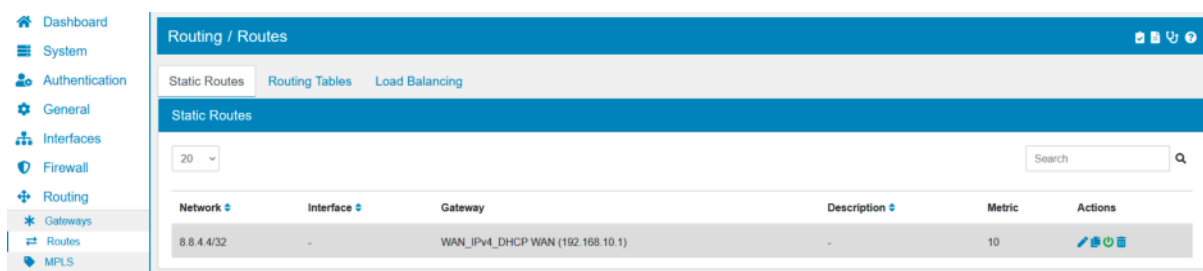 Dashboard
System
Authentication
General
Interfaces
Firewall
Routing
Gateways
Routes
MPLS
Routing / Routes
Static Routes Routing Tables Load Balancing
Static Routes
20
Search
Network Interface Gateway Description Metric Actions
8.8.4.4/32 - WAN_IPv4_DHCP WAN (192.168.10.1) - 10